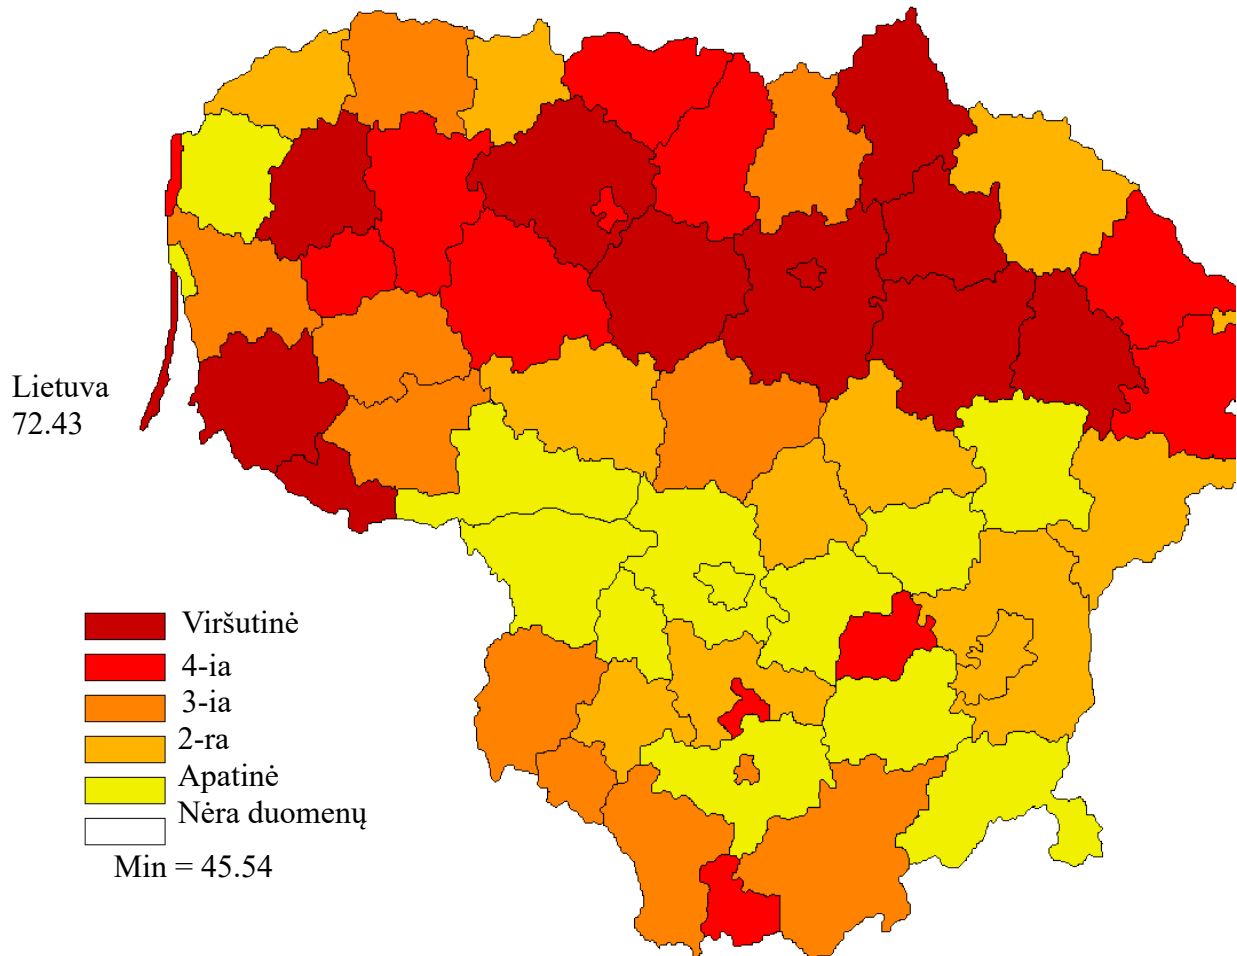 Lietuva
72.43
Viršutinė
4-ia
3-ia
2-ra
Apatinė
Nėra duomenų
Min = 45.54